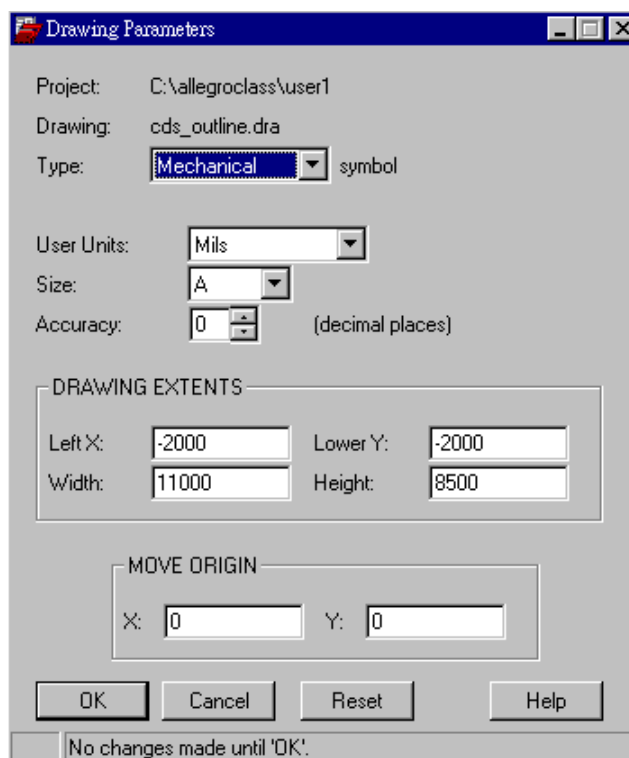 Drawing Parameters
Project: C:\allegroclass\user1
Drawing: cds_outline.dra
Type: Mechanical symbol
User Units: Mils
Size: A
Accuracy: 0 (decimal places)
DRAWING EXTENTS
Left X: -2000 Lower Y: -2000
Width: 11000 Height: 8500
MOVE ORIGIN
X: 0 Y: 0
OK Cancel Reset Help
No changes made until 'OK'.